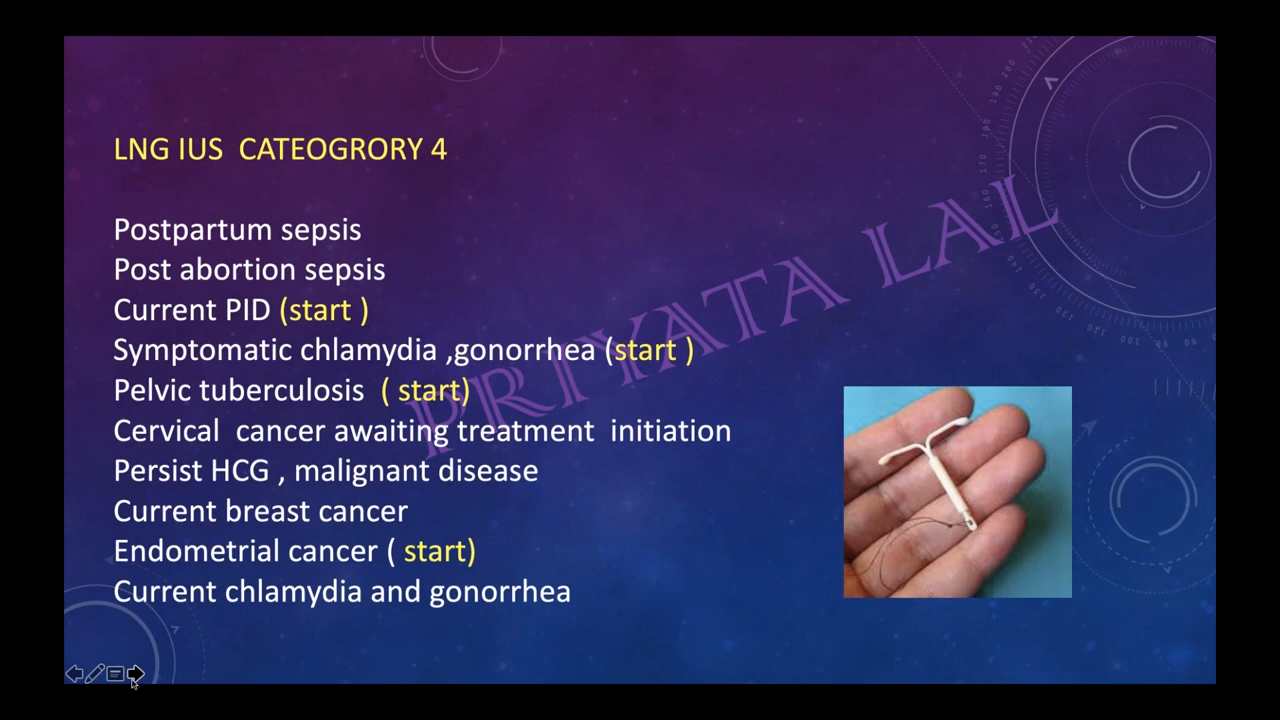 LNG IUS CATEOGRORY 4
Postpartum sepsis
Post abortion sepsis
Current PID (start )
Symptomatic chlamydia ,gonorrhea (start )
Pelvic tuberculosis ( start)
Cervical cancer awaiting treatment initiation
Persist HCG , malignant disease
Current breast cancer
Endometrial cancer ( start)
Current chlamydia and gonorrhea
PRIYATA LAL